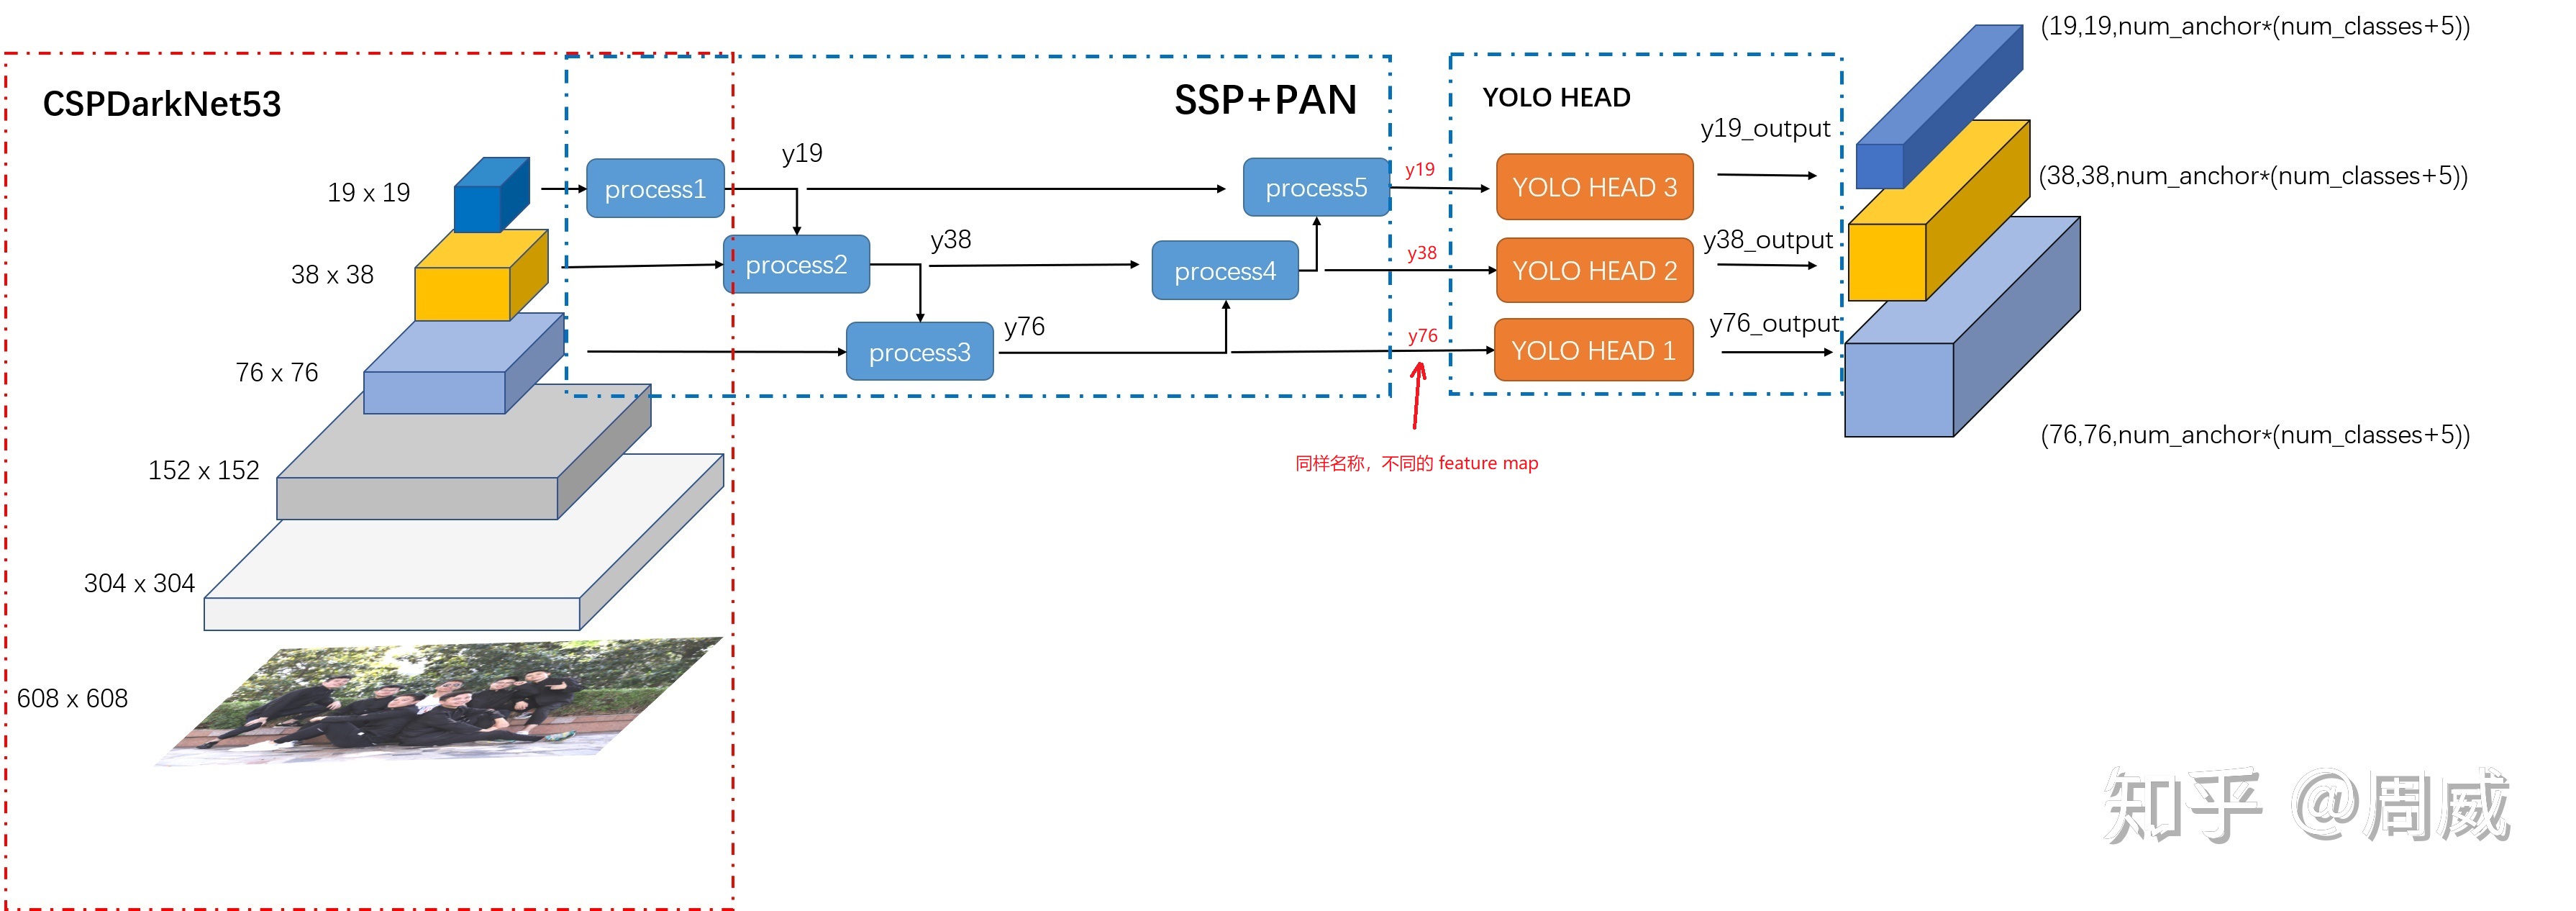 CSPDarkNet53
19 x 19
38 x 38
76 x 76
152 x 152
304 x 304
608 x 608
SSP+PAN
process1
y19
process2
y38
process3
y76
process4
process5
y19
y38
y76
同样名称，不同的 feature map
YOLO HEAD
YOLO HEAD 3
YOLO HEAD 2
YOLO HEAD 1
y19_output
y38_output
y76_output
(19,19,num_anchor*(num_classes+5))
(38,38,num_anchor*(num_classes+5))
(76,76,num_anchor*(num_classes+5))
知乎 @周威